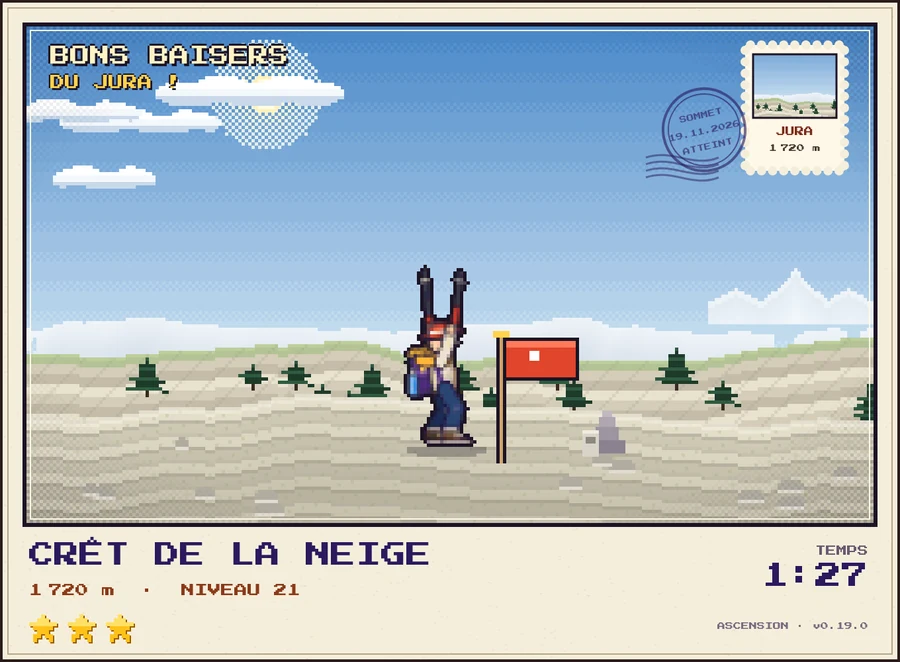 BONS BAISERS
DU JURA !
SOMMET
19.11.2026
ATTEINT
JURA
1 720 m
CRÊT DE LA NEIGE
1 720 m · NIVEAU 21
TEMPS
1:27
ASCENSION · v0.19.0